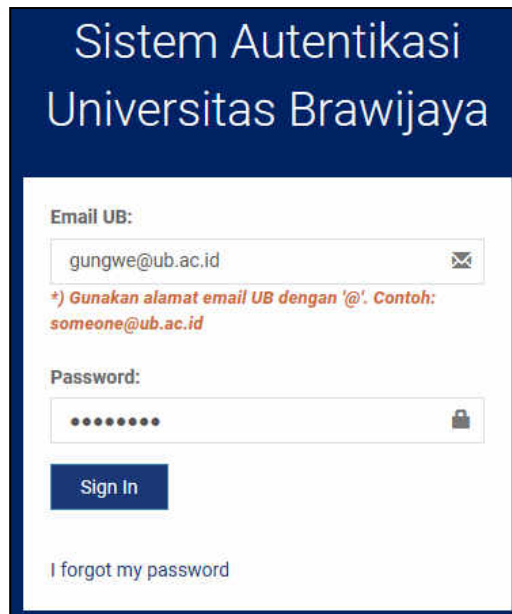 Sistem Autentikasi
Universitas Brawijaya
Email UB:
gungwe@ub.ac.id
*) Gunakan alamat email UB dengan '@'. Contoh:
someone@ub.ac.id
Password:
••••••••
Sign In
I forgot my password